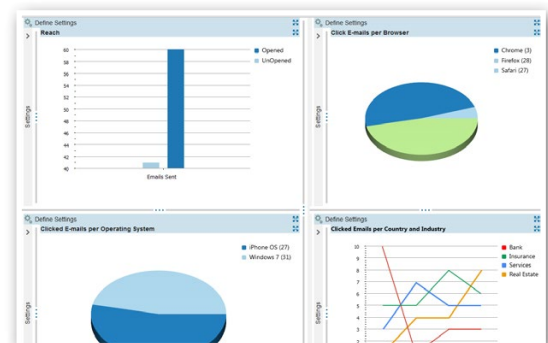 Define Settings
Reach
Settings
60
58
56
54
52
50
48
46
44
42
40
Emails Sent
Opened
UnOpened
Define Settings
Click E-mails per Browser
Settings
Chrome (3)
Firefox (28)
Safari (27)
Define Settings
Clicked E-mails per Operating System
Settings
iPhone OS (27)
Windows 7 (31)
Define Settings
Clicked Emails per Country and Industry
Settings
10
9
8
7
6
5
4
3
2
Bank
Insurance
Services
Real Estate